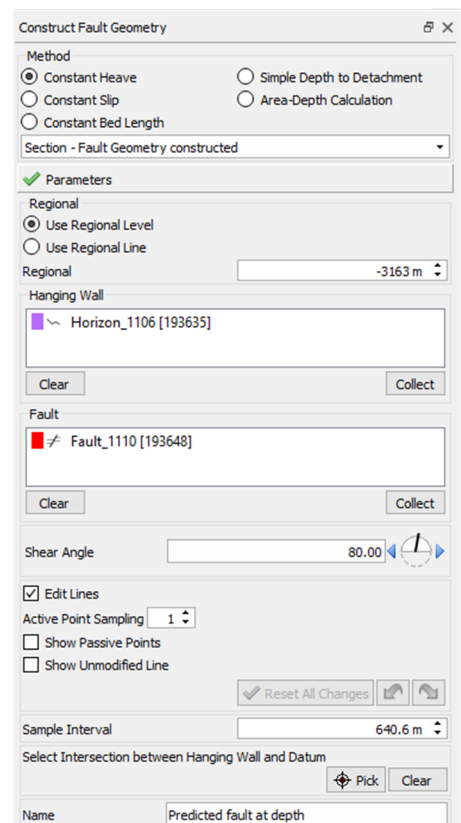 Construct Fault Geometry
Method
Constant Heave Simple Depth to Detachment
Constant Slip Area-Depth Calculation
Constant Bed Length
Section - Fault Geometry constructed
Parameters
Regional
Use Regional Level
Use Regional Line
Regional -3163 m
Hanging Wall
Horizon_1106 [193635]
Clear Collect
Fault
Fault_1110 [193648]
Clear Collect
Shear Angle 80.00
Edit Lines
Active Point Sampling 1
Show Passive Points
Show Unmodified Line
Reset All Changes
Sample Interval 640.6 m
Select Intersection between Hanging Wall and Datum
Pick Clear
Name Predicted fault at depth